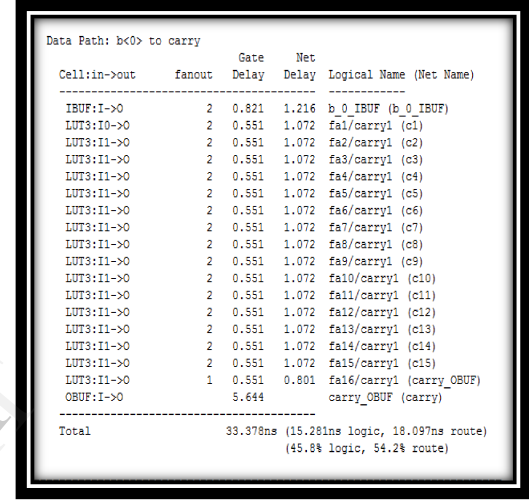 Data Path: b<0> to carry
Gate Net
Cell:in->out fanout Delay Delay Logical Name (Net Name)
---------------------------------------- ------------
IBUF:I->O 2 0.821 1.216 b_0_IBUF (b_0_IBUF)
LUT3:I0->O 2 0.551 1.072 fa1/carry1 (c1)
LUT3:I1->O 2 0.551 1.072 fa2/carry1 (c2)
LUT3:I1->O 2 0.551 1.072 fa3/carry1 (c3)
LUT3:I1->O 2 0.551 1.072 fa4/carry1 (c4)
LUT3:I1->O 2 0.551 1.072 fa5/carry1 (c5)
LUT3:I1->O 2 0.551 1.072 fa6/carry1 (c6)
LUT3:I1->O 2 0.551 1.072 fa7/carry1 (c7)
LUT3:I1->O 2 0.551 1.072 fa8/carry1 (c8)
LUT3:I1->O 2 0.551 1.072 fa9/carry1 (c9)
LUT3:I1->O 2 0.551 1.072 fa10/carry1 (c10)
LUT3:I1->O 2 0.551 1.072 fa11/carry1 (c11)
LUT3:I1->O 2 0.551 1.072 fa12/carry1 (c12)
LUT3:I1->O 2 0.551 1.072 fa13/carry1 (c13)
LUT3:I1->O 2 0.551 1.072 fa14/carry1 (c14)
LUT3:I1->O 2 0.551 1.072 fa15/carry1 (c15)
LUT3:I1->O 1 0.551 0.801 fa16/carry1 (carry_OBUF)
OBUF:I->O 5.644 carry_OBUF (carry)
----------------------------------------
Total 33.378ns (15.281ns logic, 18.097ns route)
(45.8% logic, 54.2% route)